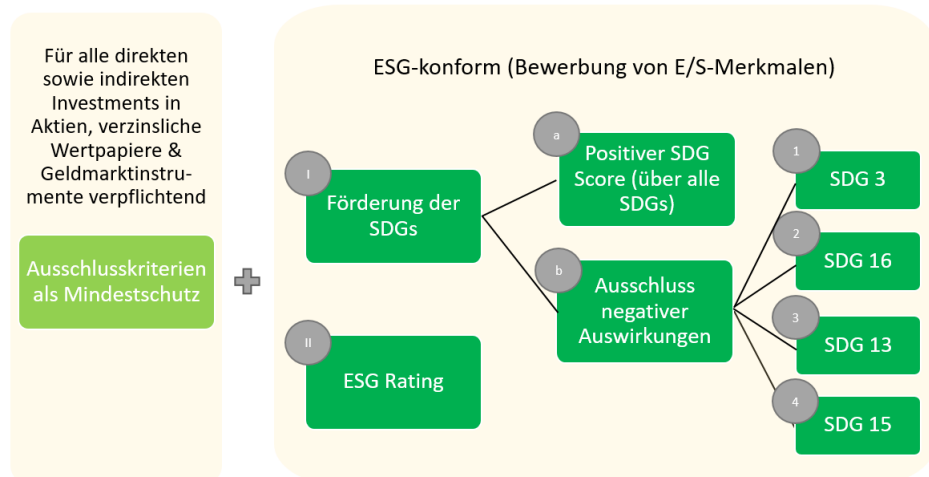 Für alle direkten
sowie indirekten
Investments in
Aktien, verzinsliche
Wertpapiere &
Geldmarktinstru-
mente verpflichtend
Ausschlusskriterien
als Mindestschutz
ESG-konform (Bewerbung von E/S-Merkmalen)
I
Förderung der
SDGs
II
ESG Rating
a
Positiver SDG
Score (über alle
SDGs)
b
Ausschluss
negativer
Auswirkungen
1
SDG 3
2
SDG 16
3
SDG 13
4
SDG 15